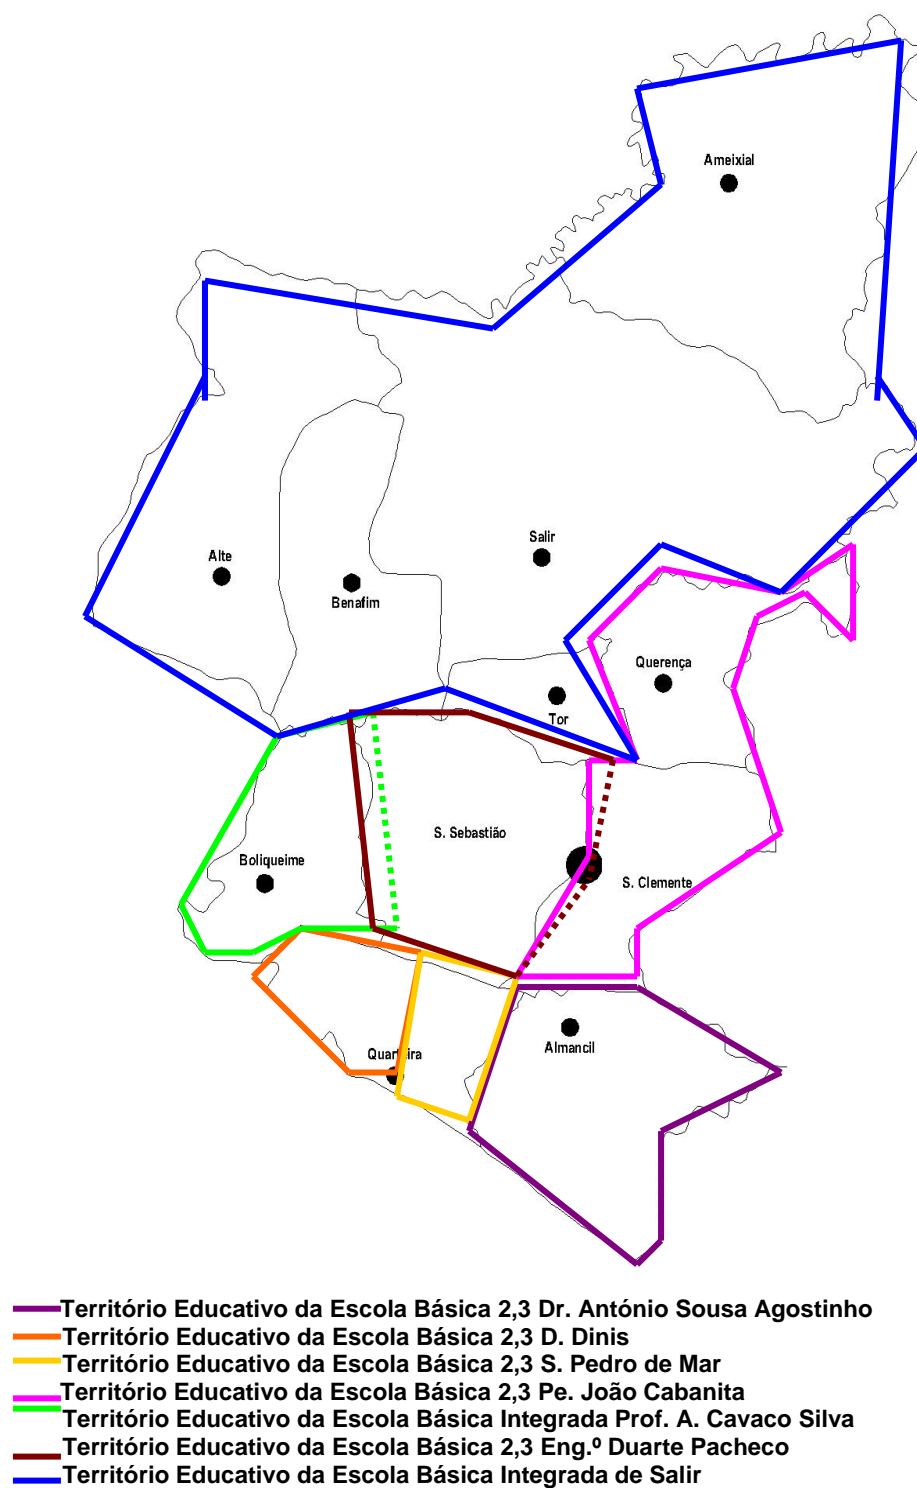 Ameixial
Salir
Alte
Benafim
Querença
Tor
S. Sebastião
Boliqueime
S. Clemente
Almancil
Quarteira
Território Educativo da Escola Básica 2,3 Dr. António Sousa Agostinho
Território Educativo da Escola Básica 2,3 D. Dinis
Território Educativo da Escola Básica 2,3 S. Pedro de Mar
Território Educativo da Escola Básica 2,3 Pe. João Cabanita
Território Educativo da Escola Básica Integrada Prof. A. Cavaco Silva
Território Educativo da Escola Básica 2,3 Eng.º Duarte Pacheco
Território Educativo da Escola Básica Integrada de Salir